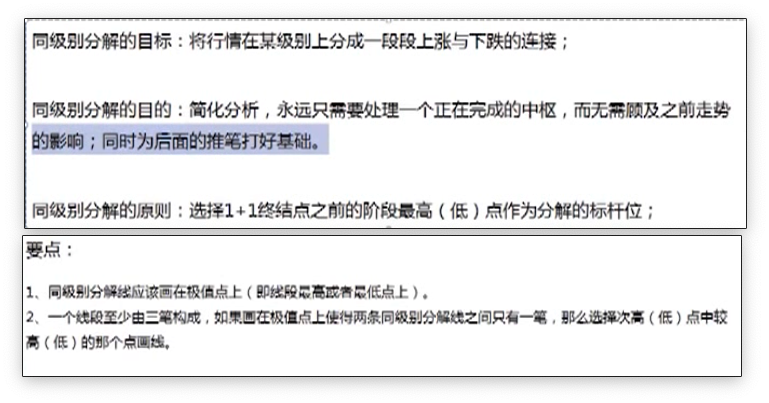 同级别分解的目标：将行情在某级别上分成一段段上涨与下跌的连接；
同级别分解的目的：简化分析，永远只需要处理一个正在完成的中枢，而无需顾及之前走势
的影响；同时为后面的推笔打好基础。
同级别分解的原则：选择1+1终结点之前的阶段最高（低）点作为分解的标杆位；
要点：
1、同级别分解线应该画在极值点上（即线段最高或者最低点上）。
2、一个线段至少由三笔构成，如果画在极值点上使得两条同级别分解线之间只有一笔，那么选择次高（低）点中较
高（低）的那个点画线。